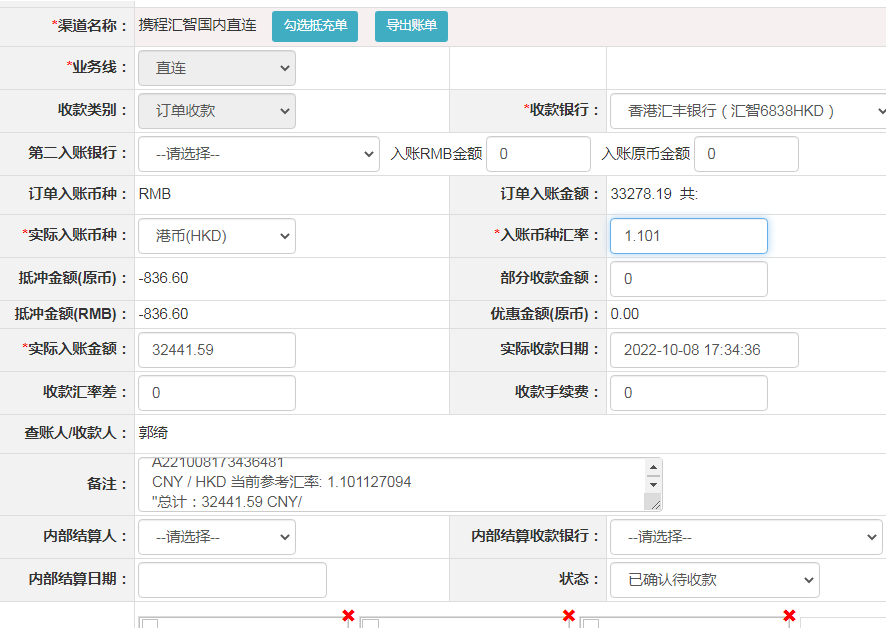 *渠道名称： 携程汇智国内直连 勾选抵充单 导出账单
*业务线： 直连
收款类别： 订单收款 *收款银行： 香港汇丰银行（汇智6838HKD）
第二入账银行： --请选择-- 入账RMB金额 0 入账原币金额 0
订单入账币种： RMB 订单入账金额： 33278.19 共:
*实际入账币种： 港币(HKD) *入账币种汇率： 1.101
抵冲金额(原币)： -836.60 部分收款金额： 0
抵冲金额(RMB)： -836.60 优惠金额(原币)： 0.00
*实际入账金额： 32441.59 实际收款日期： 2022-10-08 17:34:36
收款汇率差： 0 收款手续费： 0
查账人/收款人： 郭绮
备注： A221008173436481
CNY / HKD 当前参考汇率: 1.101127094
"总计：32441.59 CNY/
内部结算人： --请选择-- 内部结算收款银行： --请选择--
内部结算日期： 状态： 已确认待收款